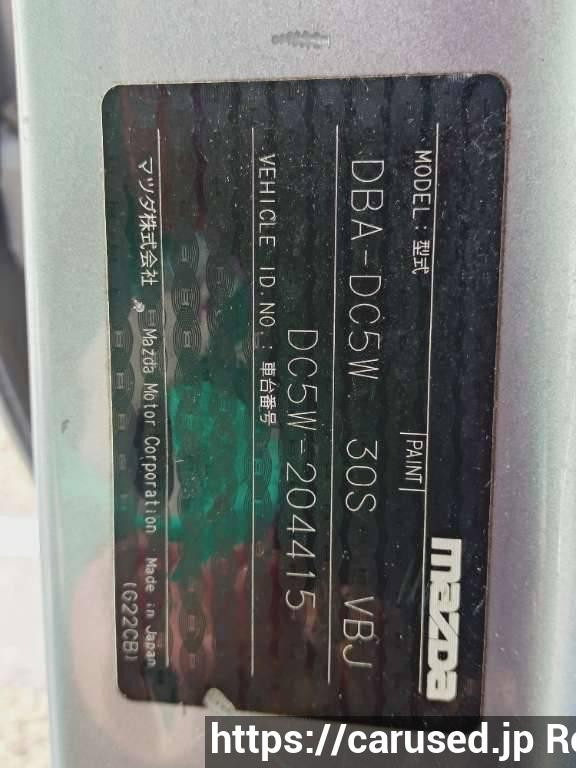 mazda
MODEL:型式
PAINT
DBA-DC5W 30S VBJ
VEHICLE ID.NO.:車台番号
DC5W-204415
マツダ株式会社 Mazda Motor Corporation Made in Japan
(G22CB)
https://carused.jp Re